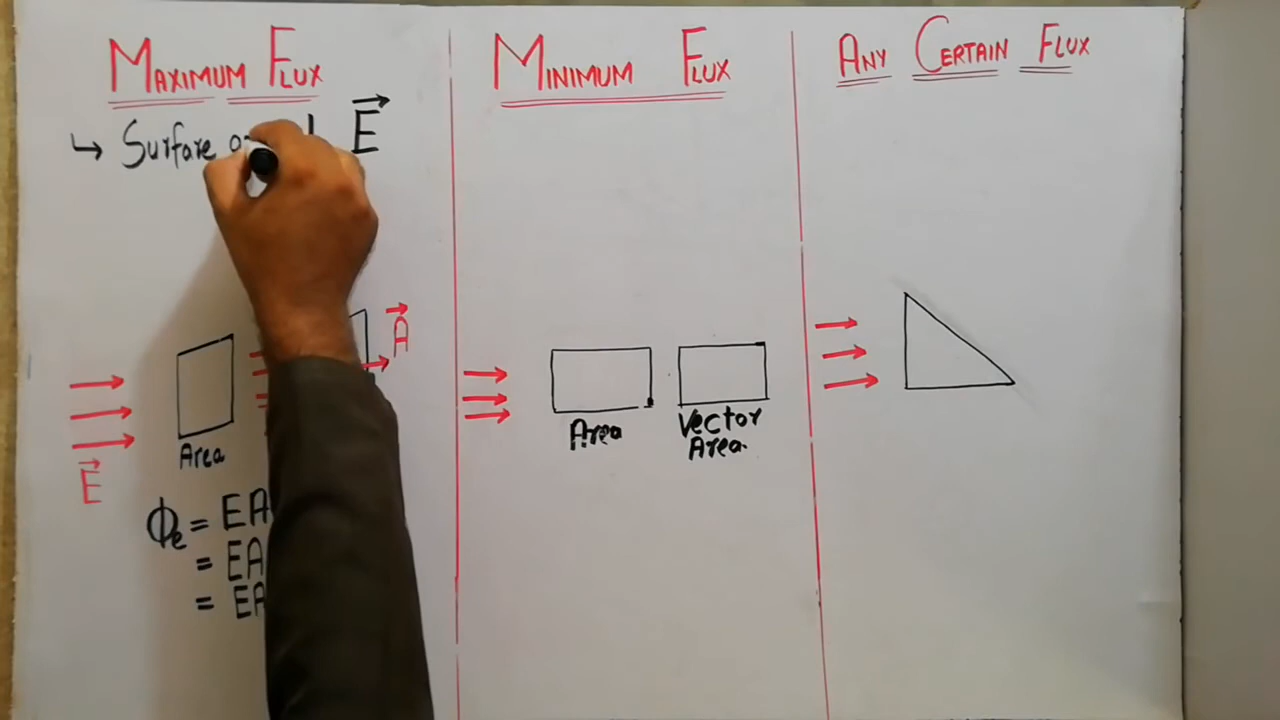 MAXIMUM FLUX
MINIMUM FLUX
ANY CERTAIN FLUX
↳ Surface E
A
E
Area
Area
Vector
Area.
Φe = EA
= EA
= EA